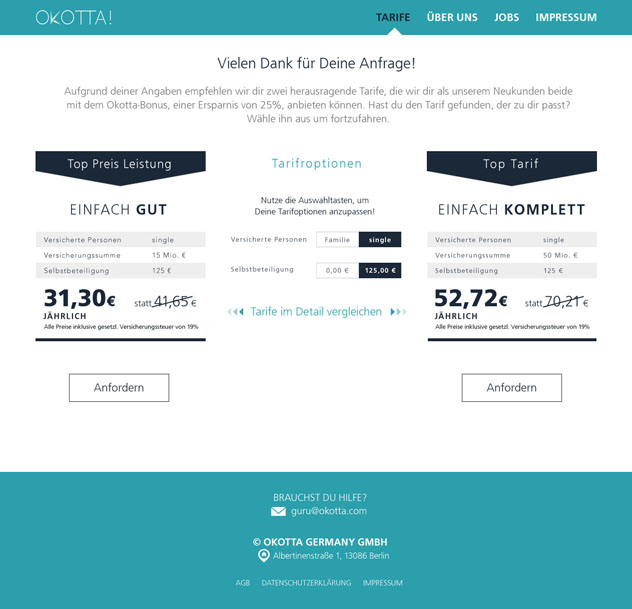 OKOTTA!
TARIFE ÜBER UNS JOBS IMPRESSUM
Vielen Dank für Deine Anfrage!
Aufgrund deiner Angaben empfehlen wir dir zwei herausragende Tarife, die wir dir als unserem Neukunden beide
mit dem Okotta-Bonus, einer Ersparnis von 25%, anbieten können. Hast du den Tarif gefunden, der zu dir passt?
Wähle ihn aus um fortzufahren.
Top Preis Leistung
EINFACH GUT
Versicherte Personen single
Versicherungssumme 15 Mio. €
Selbstbeteiligung 125 €
31,30€ statt 41,65 €
JÄHRLICH
Alle Preise inklusive gesetzl. Versicherungssteuer von 19%
Anfordern
Tarifoptionen
Nutze die Auswahltasten, um
Deine Tarifoptionen anzupassen!
Versicherte Personen Familie single
Selbstbeteiligung 0,00 € 125,00 €
Tarife im Detail vergleichen
Top Tarif
EINFACH KOMPLETT
Versicherte Personen single
Versicherungssumme 50 Mio. €
Selbstbeteiligung 125 €
52,72€ statt 70,21 €
JÄHRLICH
Alle Preise inklusive gesetzl. Versicherungssteuer von 19%
Anfordern
BRAUCHST DU HILFE?
guru@okotta.com
© OKOTTA GERMANY GMBH
Albertinenstraße 1, 13086 Berlin
AGB DATENSCHUTZERKLÄRUNG IMPRESSUM